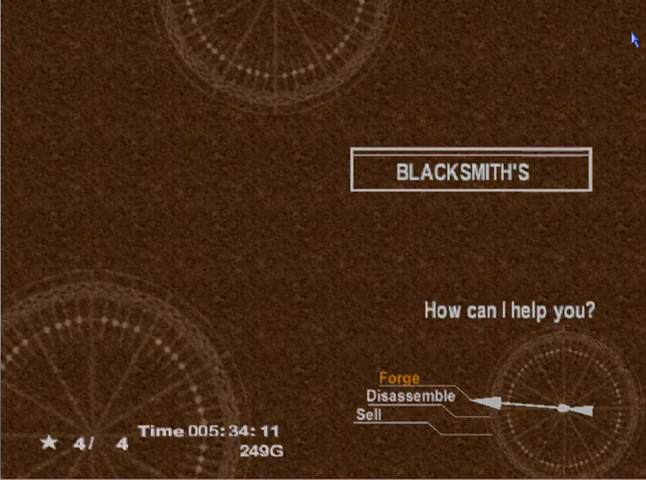 BLACKSMITH'S
How can I help you?
Forge
Disassemble
Sell
★ 4/ 4
Time 005:34:11
249G